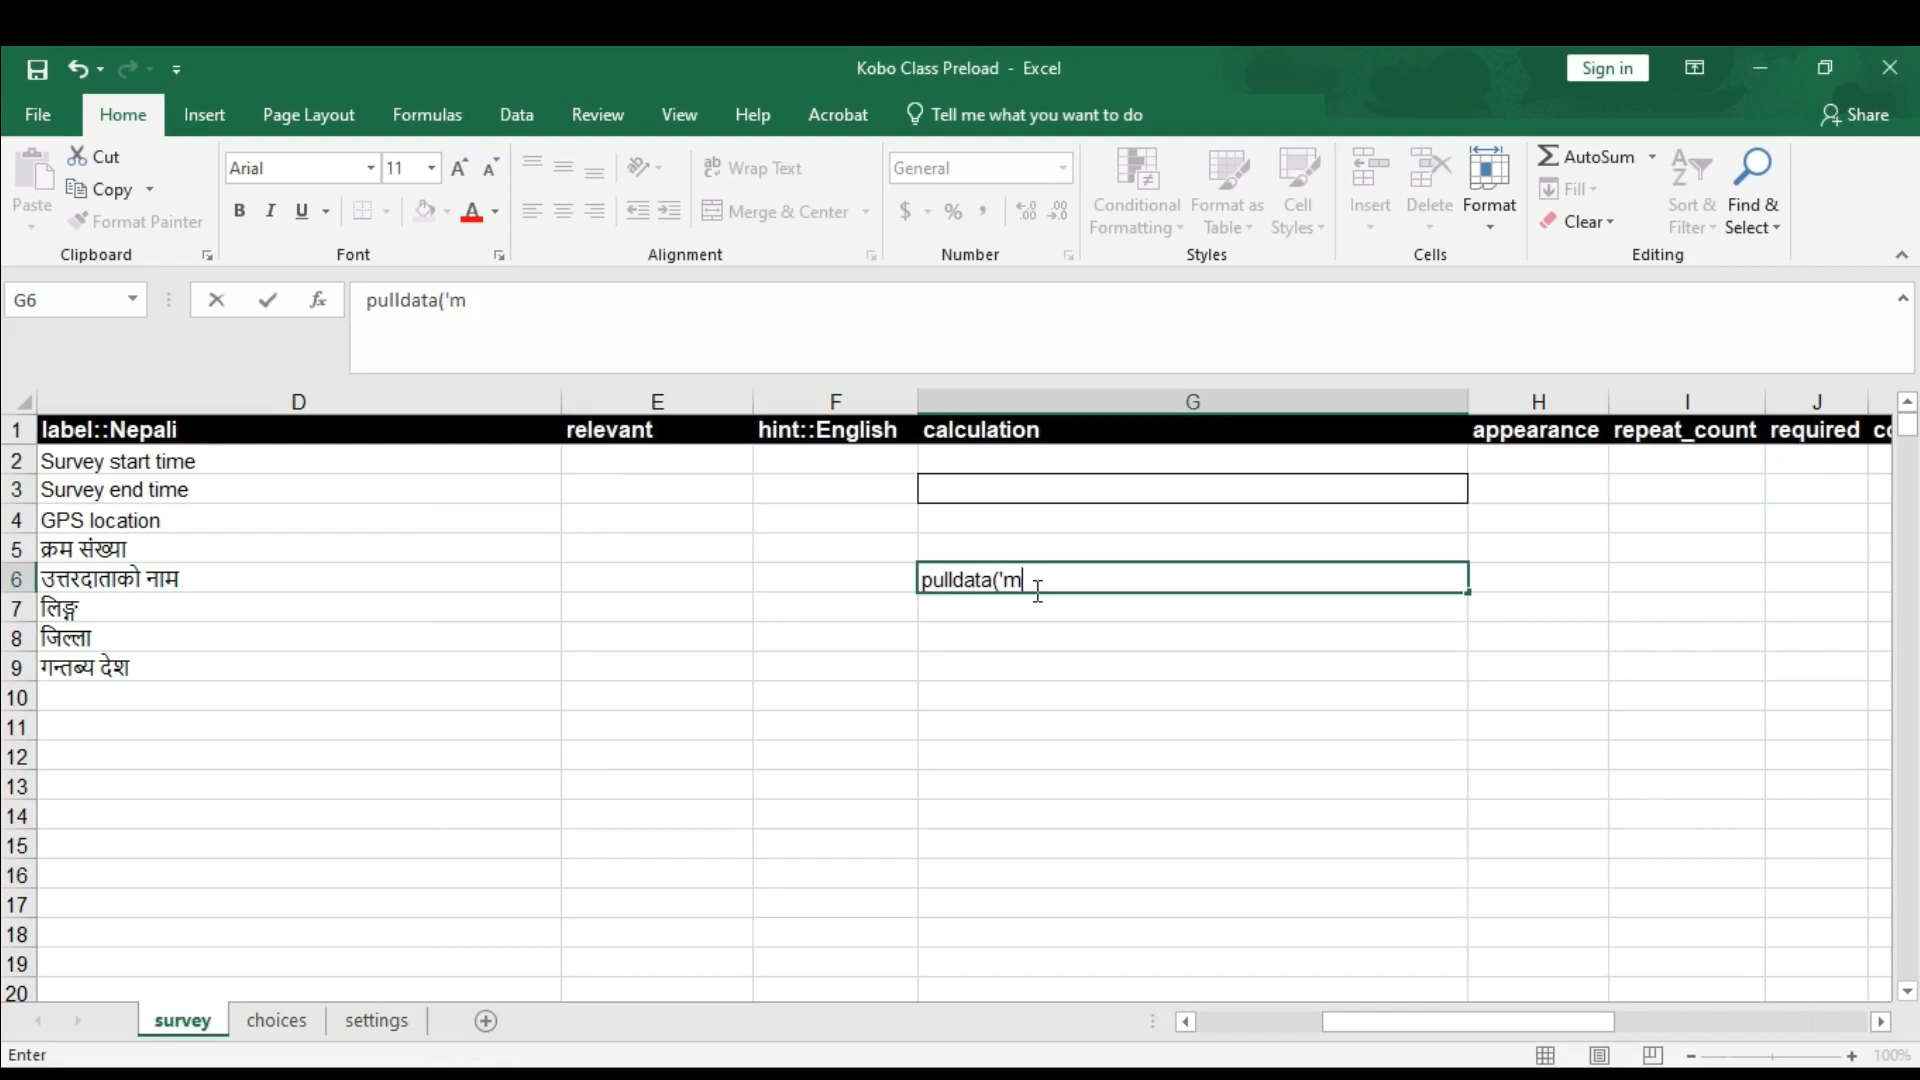 Kobo Class Preload - Excel
Sign in
File Home Insert Page Layout Formulas Data Review View Help Acrobat Tell me what you want to do Share
Paste Cut Copy Format Painter Clipboard
Arial 11 B I U Font
Wrap Text Merge & Center Alignment
General $ % Number
Conditional Formatting Format as Table Cell Styles Styles
Insert Delete Format Cells
AutoSum Fill Clear Sort & Filter Find & Select Editing
G6 fx pulldata('m
D E F G H I J
1 label::Nepali relevant hint::English calculation appearance repeat_count required
2 Survey start time
3 Survey end time
4 GPS location
5 क्रम संख्या
6 उत्तरदाताको नाम pulldata('m
7 लिङ्ग
8 जिल्ला
9 गन्तब्य देश
10
11
12
13
14
15
16
17
18
19
20
survey choices settings
Enter 100%